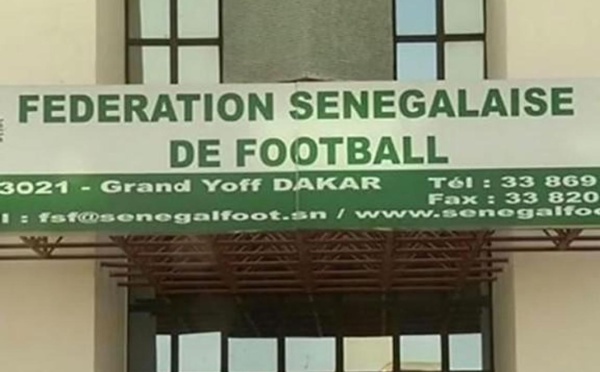 FEDERATION SENEGALAISE
DE FOOTBALL
3021 - Grand Yoff DAKAR Tél : 33 869
Fax : 33 820
l : fsf@senegalfoot.sn / www.senegalfoo